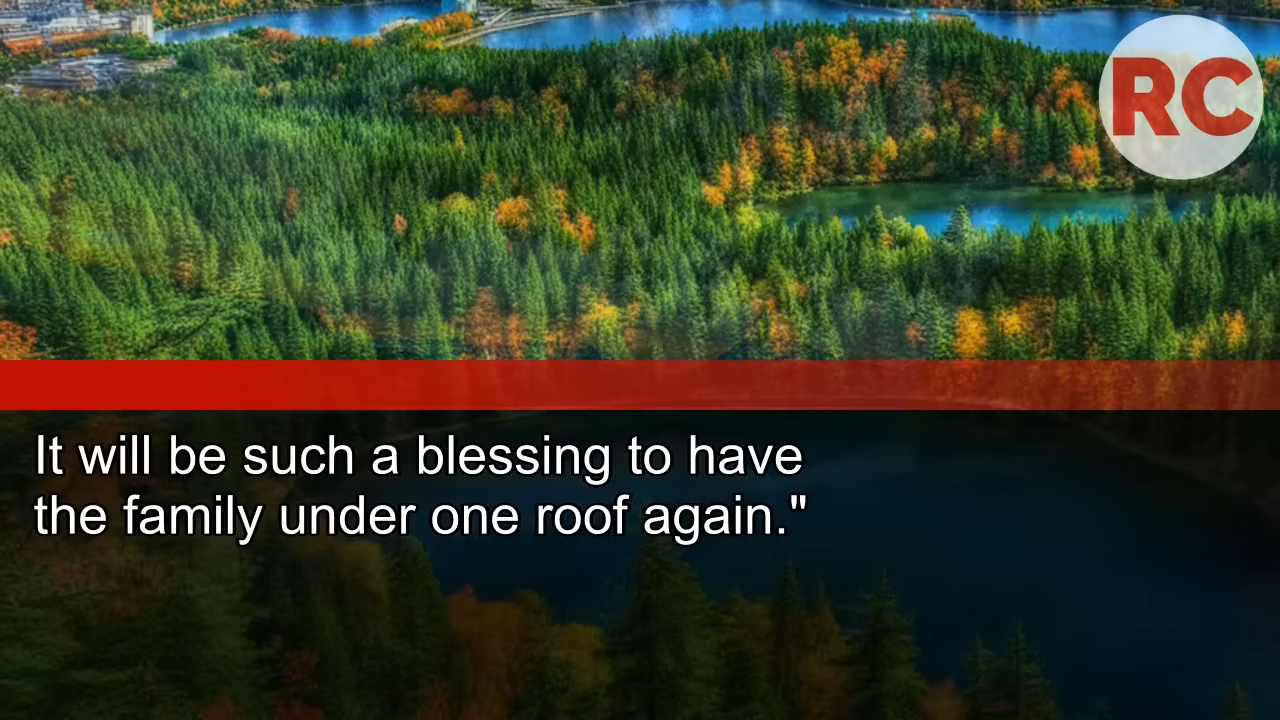 RC
It will be such a blessing to have
the family under one roof again."